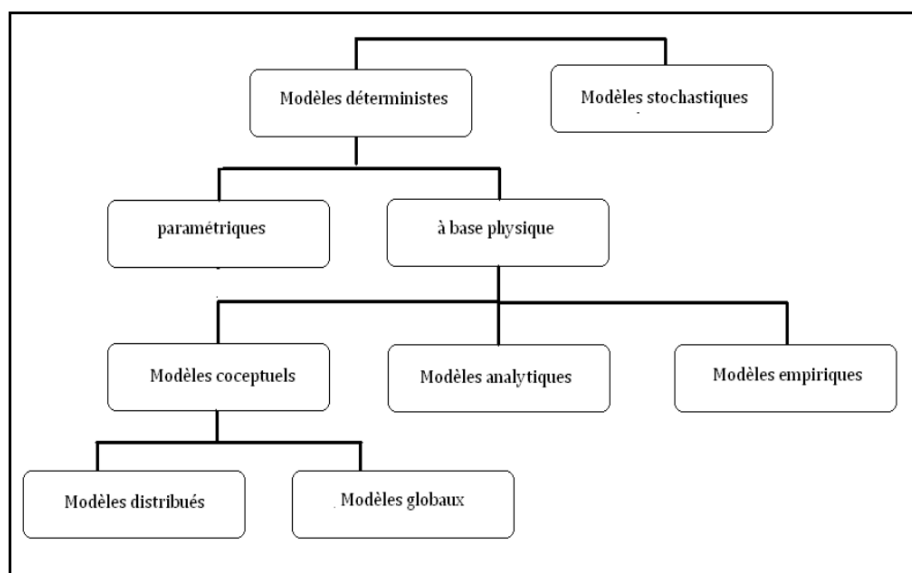 Modèles déterministes
Modèles stochastiques
paramétriques
à base physique
Modèles coceptuels
Modèles analytiques
Modèles empiriques
Modèles distribués
Modèles globaux